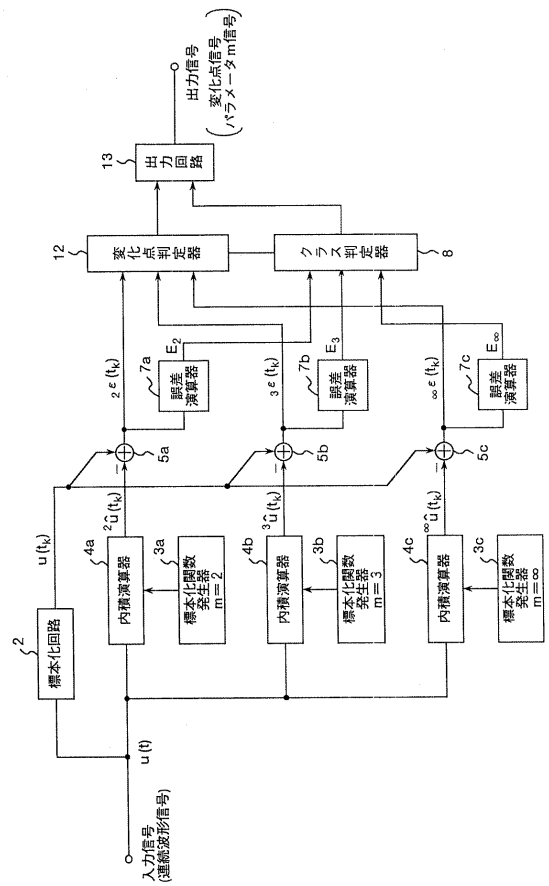 入力信号
(連続波形信号)
u(t)
2
標本化回路
u(tk)
4a
内積演算器
3a
標本化関数
発生器
m=2
2û(tk)
−
5a
2ε(tk)
7a
誤差
演算器
E2
4b
内積演算器
3b
標本化関数
発生器
m=3
3û(tk)
−
5b
3ε(tk)
7b
誤差
演算器
E3
4c
内積演算器
3c
標本化関数
発生器
m=∞
∞û(tk)
−
5c
∞ε(tk)
7c
誤差
演算器
E∞
12
変化点
判定器
8
クラス
判定器
13
出力
回路
出力信号
(変化点信号
パラメータm信号)